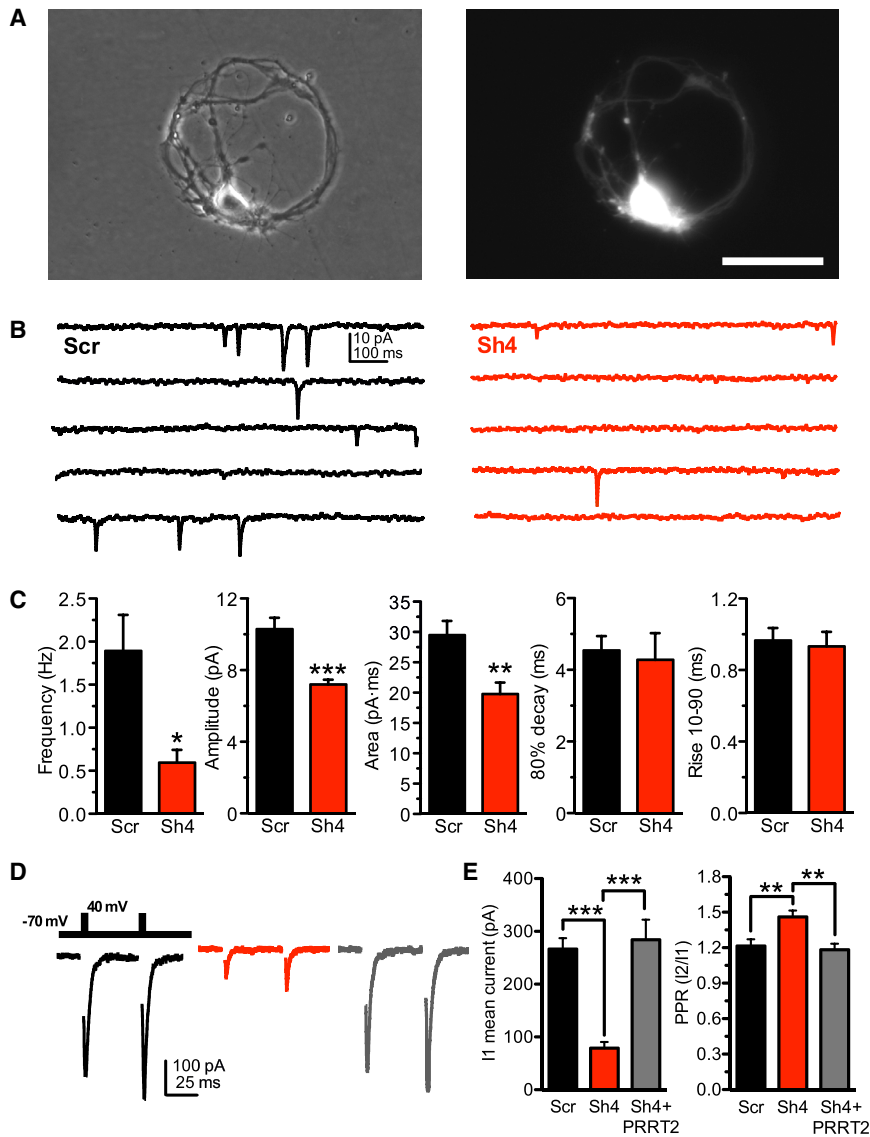 A
B
Scr
10 pA
100 ms
Sh4
C
Frequency (Hz)
2.5
2.0
1.5
1.0
0.5
0.0
*
Scr Sh4
Amplitude (pA)
12
8
4
0
***
Scr Sh4
Area (pA·ms)
35
30
25
20
15
10
5
0
**
Scr Sh4
80% decay (ms)
6
4
2
0
Scr Sh4
Rise 10-90 (ms)
1.2
0.8
0.4
0.0
Scr Sh4
D
40 mV
-70 mV
100 pA
25 ms
E
I1 mean current (pA)
400
300
200
100
0
*** ***
Scr Sh4 Sh4+
PRRT2
PPR (I2/I1)
1.8
1.5
1.2
0.9
0.6
0.3
0.0
** **
Scr Sh4 Sh4+
PRRT2